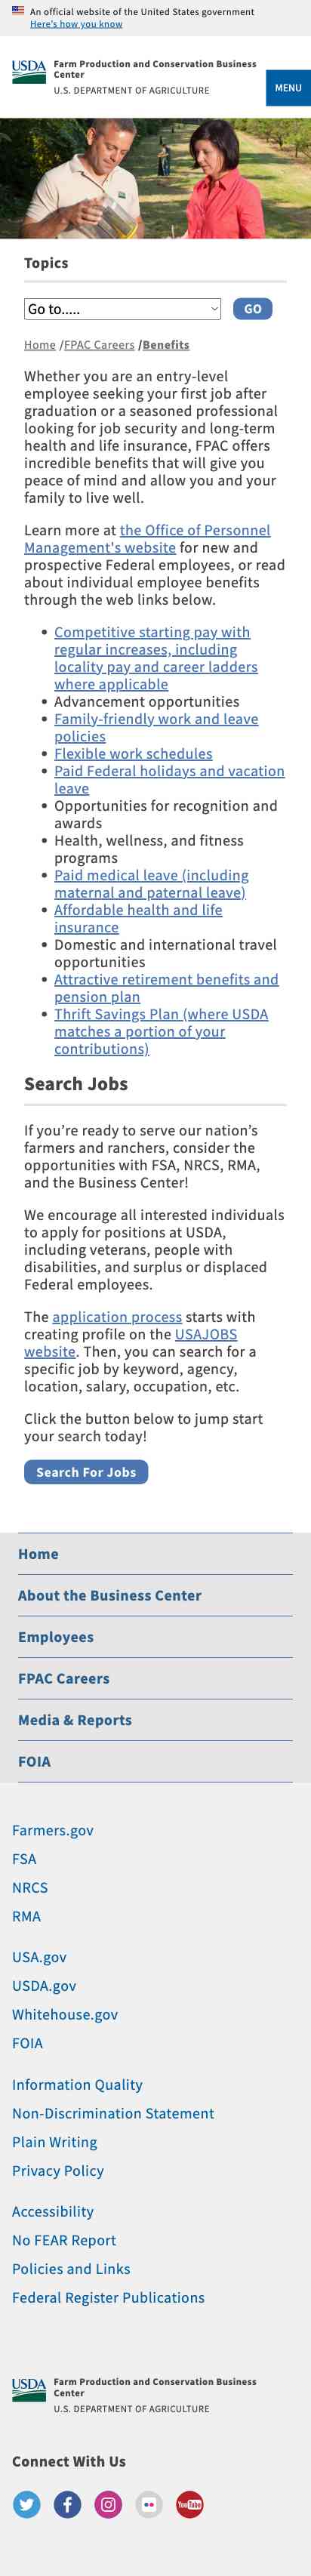 An official website of the United States government
Here's how you know
USDA
Farm Production and Conservation Business
Center
U.S. DEPARTMENT OF AGRICULTURE
MENU
Topics
Go to.....
GO
Home /FPAC Careers /Benefits
Whether you are an entry-level
employee seeking your first job after
graduation or a seasoned professional
looking for job security and long-term
health and life insurance, FPAC offers
incredible benefits that will give you
peace of mind and allow you and your
family to live well.
Learn more at the Office of Personnel
Management's website for new and
prospective Federal employees, or read
about individual employee benefits
through the web links below.
• Competitive starting pay with
regular increases, including
locality pay and career ladders
where applicable
• Advancement opportunities
• Family-friendly work and leave
policies
• Flexible work schedules
• Paid Federal holidays and vacation
leave
• Opportunities for recognition and
awards
• Health, wellness, and fitness
programs
• Paid medical leave (including
maternal and paternal leave)
• Affordable health and life
insurance
• Domestic and international travel
opportunities
• Attractive retirement benefits and
pension plan
• Thrift Savings Plan (where USDA
matches a portion of your
contributions)
Search Jobs
If you’re ready to serve our nation’s
farmers and ranchers, consider the
opportunities with FSA, NRCS, RMA,
and the Business Center!
We encourage all interested individuals
to apply for positions at USDA,
including veterans, people with
disabilities, and surplus or displaced
Federal employees.
The application process starts with
creating profile on the USAJOBS
website. Then, you can search for a
specific job by keyword, agency,
location, salary, occupation, etc.
Click the button below to jump start
your search today!
Search For Jobs
Home
About the Business Center
Employees
FPAC Careers
Media & Reports
FOIA
Farmers.gov
FSA
NRCS
RMA
USA.gov
USDA.gov
Whitehouse.gov
FOIA
Information Quality
Non-Discrimination Statement
Plain Writing
Privacy Policy
Accessibility
No FEAR Report
Policies and Links
Federal Register Publications
USDA
Farm Production and Conservation Business
Center
U.S. DEPARTMENT OF AGRICULTURE
Connect With Us
YouTube